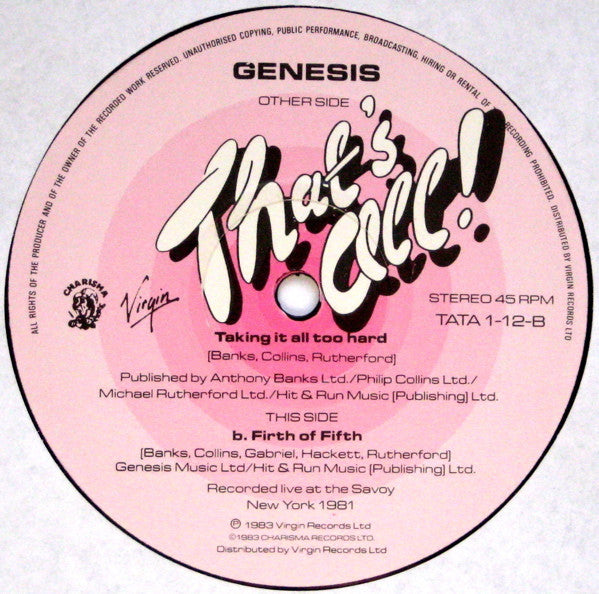 ALL RIGHTS OF THE PRODUCER AND OF THE OWNER OF THE RECORDED WORK RESERVED. UNAUTHORISED COPYING, PUBLIC PERFORMANCE, BROADCASTING, HIRING OR RENTAL OF RECORDING PROHIBITED. DISTRIBUTED BY VIRGIN RECORDS LTD
GENESIS
OTHER SIDE
That's
all!
CHARISMA
Virgin
STEREO 45 RPM
TATA 1-12-B
Taking it all too hard
[Banks, Collins, Rutherford]
Published by Anthony Banks Ltd./Philip Collins Ltd./
Michael Rutherford Ltd./Hit & Run Music [Publishing] Ltd.
THIS SIDE
b. Firth of Fifth
[Banks, Collins, Gabriel, Hackett, Rutherford]
Genesis Music Ltd/Hit & Run Music [Publishing] Ltd.
Recorded live at the Savoy
New York 1981
℗ 1983 Virgin Records Ltd
©1983 CHARISMA RECORDS LTD.
Distributed by Virgin Records Ltd